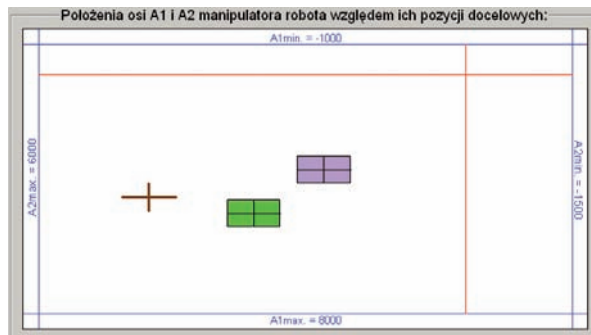 Położenia osi A1 i A2 manipulatora robota względem ich pozycji docelowych:
A1min. = -1000
A2max. = 6000
A2min. = -1500
A1max. = 8000